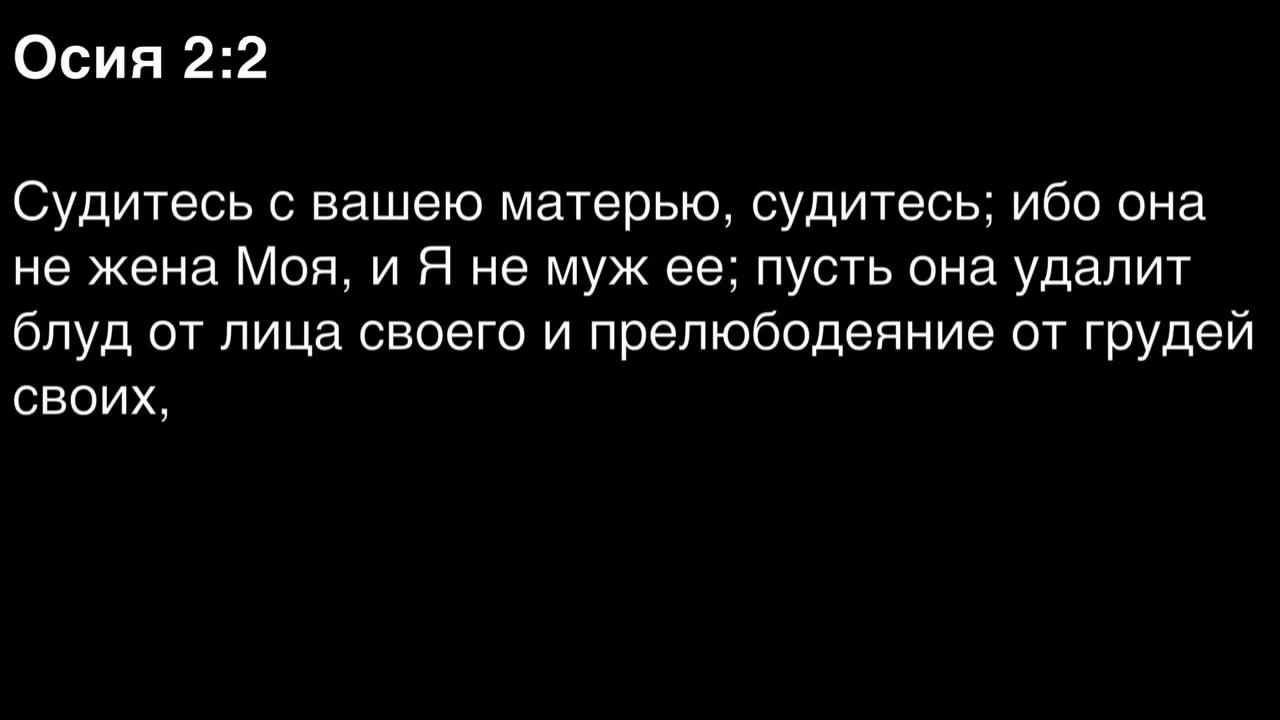 Осия 2:2
Судитесь с вашею матерью, судитесь; ибо она
не жена Моя, и Я не муж ее; пусть она удалит
блуд от лица своего и прелюбодеяние от грудей
своих,